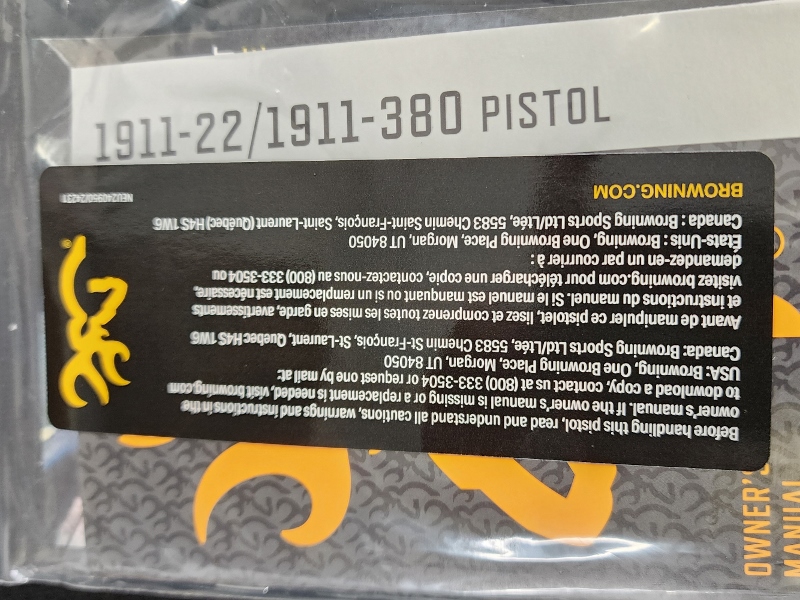 1911-22/1911-380 PISTOL
Before handling this pistol, read and understand all cautions, warnings and instructions in the
owner's manual. If the owner's manual is missing or a replacement is needed, visit browning.com
to download a copy, contact us at (800) 333-3504 or request one by mail at:
USA: Browning, One Browning Place, Morgan, UT 84050
Canada: Browning Sports Ltd/Ltée, 5583 Chemin St-François, St-Laurent, Quebec H4S 1W6
Avant de manipuler ce pistolet, lisez et comprenez toutes les mises en garde, avertissements
et instructions du manuel. Si le manuel est manquant ou si un remplacement est nécessaire,
visitez browning.com pour télécharger une copie, contactez-nous au (800) 333-3504 ou
demandez-en un par courrier à :
États-Unis : Browning, One Browning Place, Morgan, UT 84050
Canada : Browning Sports Ltd/Ltée, 5583 Chemin Saint-François, Saint-Laurent (Québec) H4S 1W6
BROWNING.COM
OWNER'S
MANUAL